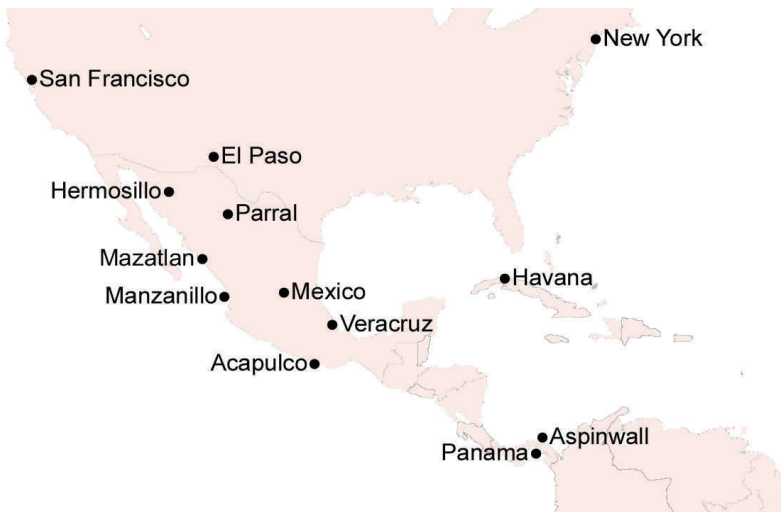 New York
San Francisco
El Paso
Hermosillo
Parral
Mazatlan
Havana
Manzanillo
Mexico
Veracruz
Acapulco
Aspinwall
Panama